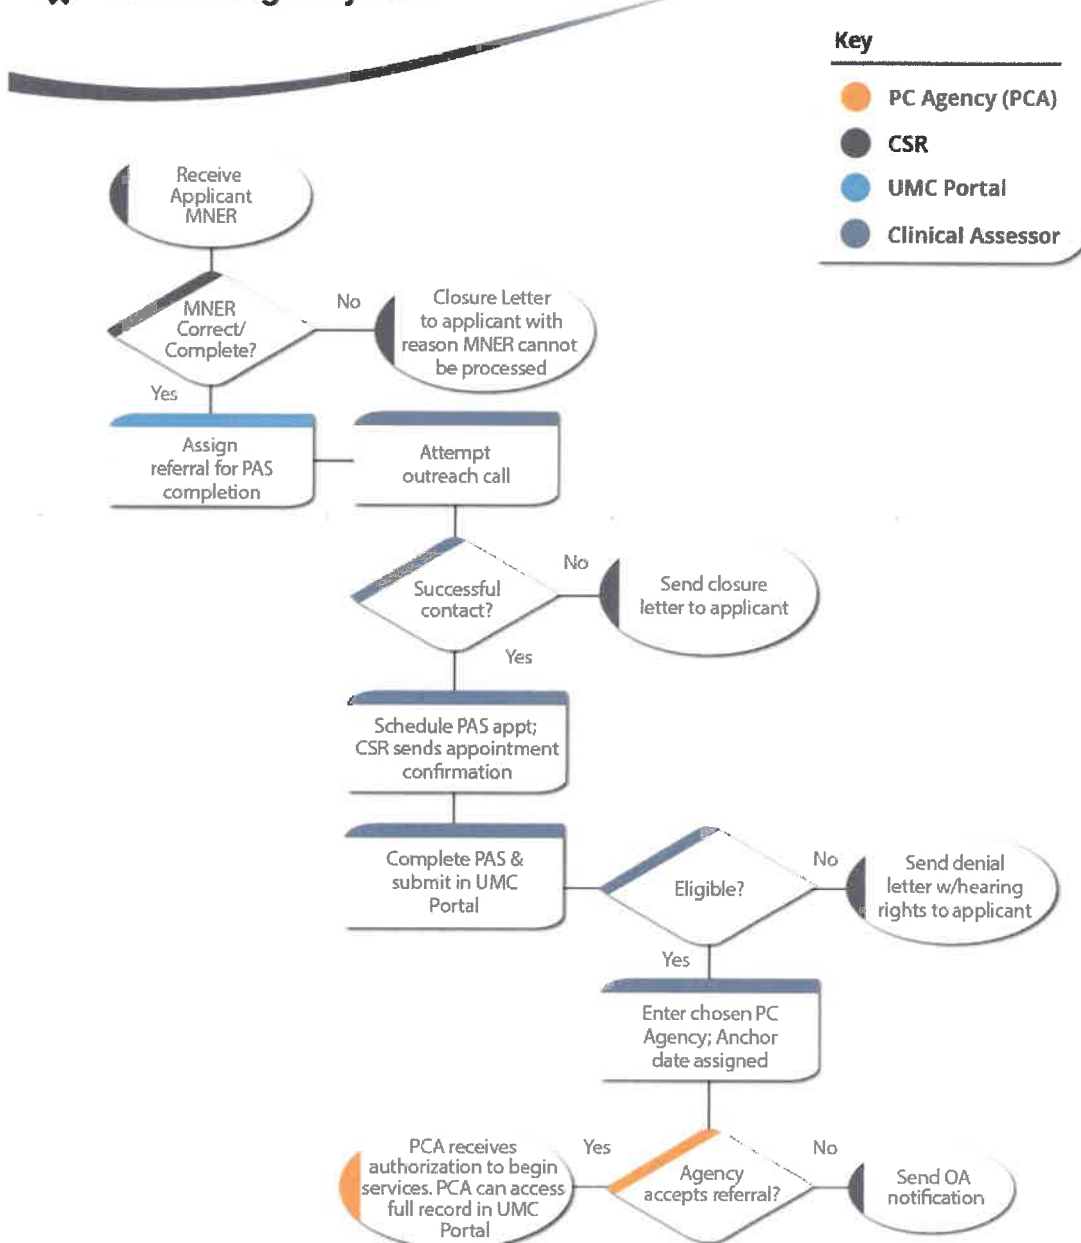 Key
PC Agency (PCA)
CSR
UMC Portal
Clinical Assessor
Receive
Applicant
MNER
MNER
Correct/
Complete?
No
Closure Letter
to applicant with
reason MNER cannot
be processed
Yes
Assign
referral for PAS
completion
Attempt
outreach call
Successful
contact?
No
Send closure
letter to applicant
Yes
Schedule PAS appt;
CSR sends appointment
confirmation
Complete PAS &
submit in UMC
Portal
Eligible?
No
Send denial
letter w/hearing
rights to applicant
Yes
Enter chosen PC
Agency; Anchor
date assigned
Agency
accepts referral?
Yes
PCA receives
authorization to begin
services. PCA can access
full record in UMC
Portal
No
Send OA
notification